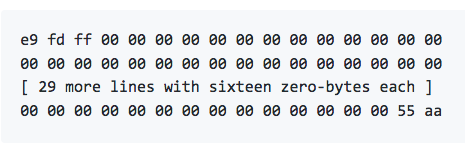 e9 fd ff 00 00 00 00 00 00 00 00 00 00 00 00 00
00 00 00 00 00 00 00 00 00 00 00 00 00 00 00 00
[ 29 more lines with sixteen zero-bytes each ]
00 00 00 00 00 00 00 00 00 00 00 00 00 00 55 aa